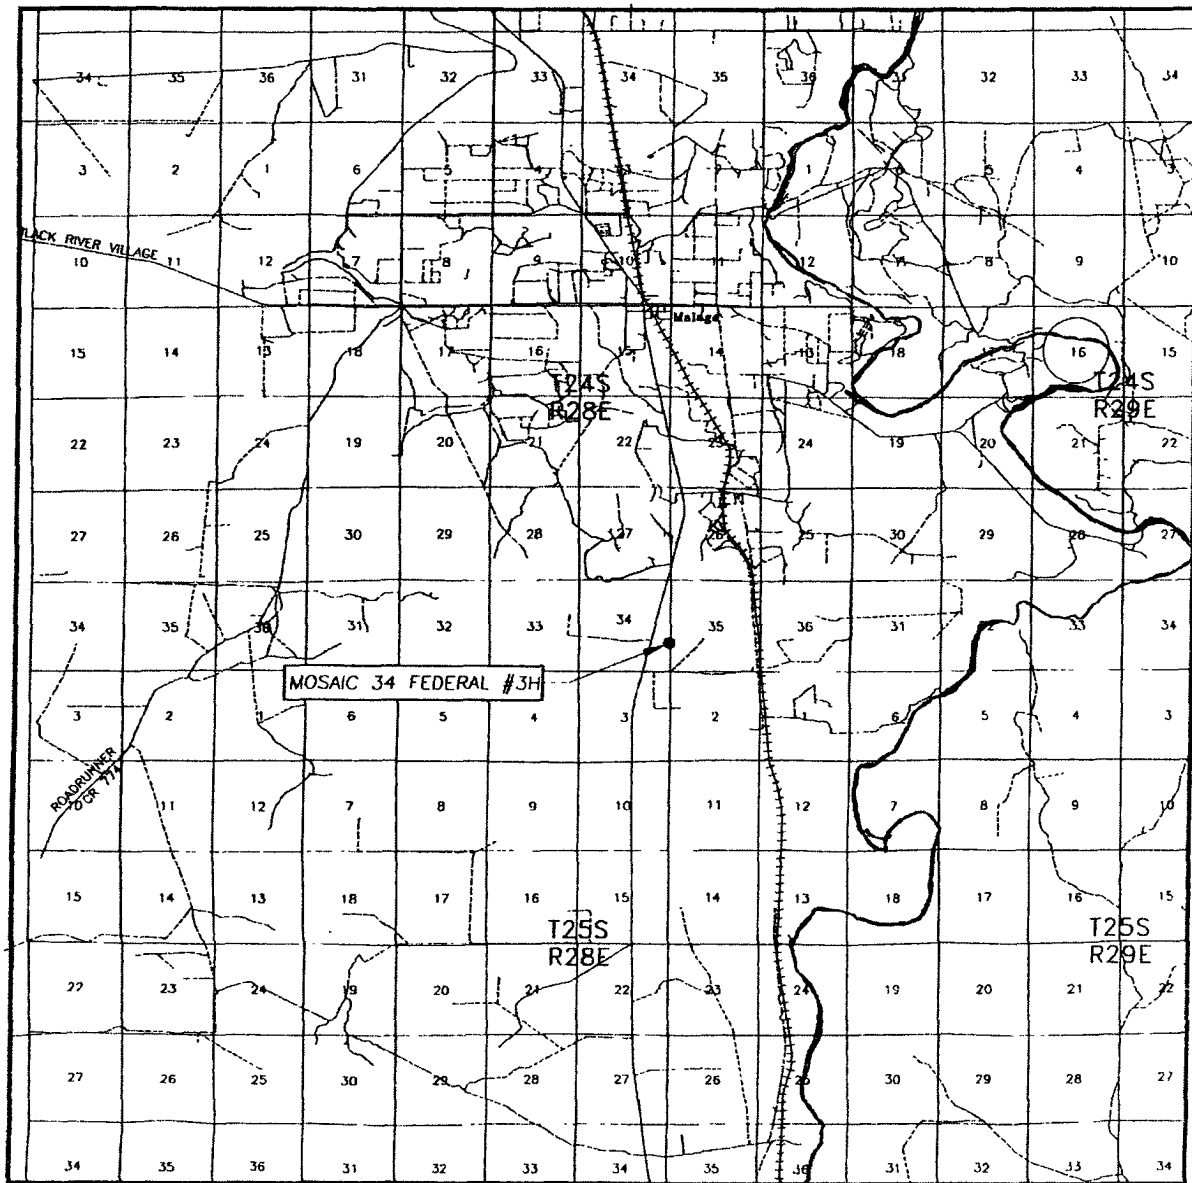 34 35 36 31 32 33 34 35 36 31 32 33 34
3 2 1 6 5 4 3 2 1 6 5 4 3
BLACK RIVER VILLAGE
10 11 12 7 8 9 10 11 12 7 8 9 10
Malaga
15 14 13 18 17 16 15 14 13 18 17 16 15
T24S T24S
R28E R29E
22 23 24 19 20 21 22 23 24 19 20 21 22
27 26 25 30 29 28 27 26 25 30 29 28 27
34 35 36 31 32 33 34 35 36 31 32 33 34
MOSAIC 34 FEDERAL #3H
3 2 1 6 5 4 3 2 1 6 5 4 3
ROADRUNNER
CR 774
11 12 7 8 9 10 11 12 7 8 9 10
15 14 13 18 17 16 15 14 13 18 17 16 15
T25S T25S
R28E R29E
22 23 24 19 20 21 22 23 24 19 20 21 22
27 26 25 30 29 28 27 26 25 30 29 28 27
34 35 36 31 32 33 34 35 36 31 32 33 34